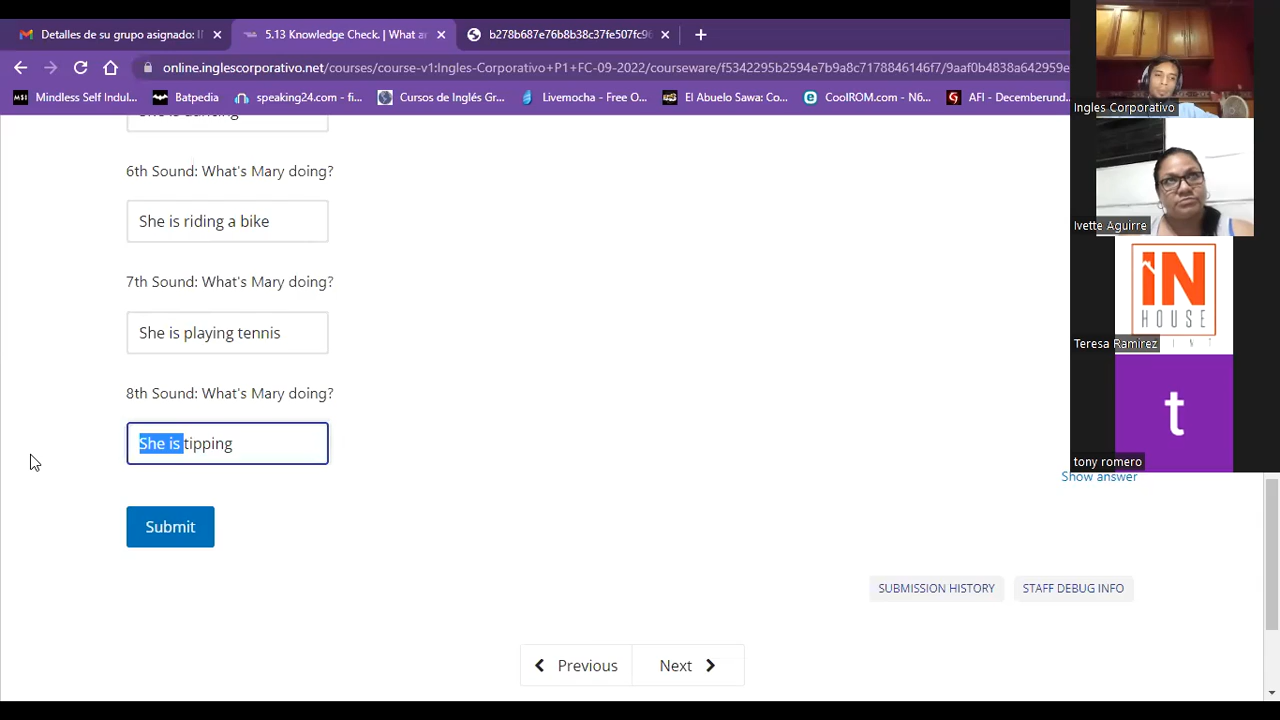 Detalles de su grupo asignado: II
5.13 Knowledge Check. | What a
b278b687e76b8b38c37fe507fc9
online.inglescorporativo.net/courses/course-v1:Ingles-Corporativo+P1+FC-09-2022/courseware/f5342295b2594e7b9a8c7178846146f7/9aaf0b4838a642959e
Mindless Self Indul...
Batpedia
speaking24.com - fi...
Cursos de Inglés Gr...
Livemocha - Free O...
El Abuelo Sawa: Co...
CoolROM.com - N6...
AFI - Decemberund...
She is dancing
6th Sound: What's Mary doing?
She is riding a bike
7th Sound: What's Mary doing?
She is playing tennis
8th Sound: What's Mary doing?
She is tipping
Show answer
Submit
SUBMISSION HISTORY
STAFF DEBUG INFO
Previous
Next
Ingles Corporativo
Ivette Aguirre
IN
HOUSE
Teresa Ramirez
t
tony romero